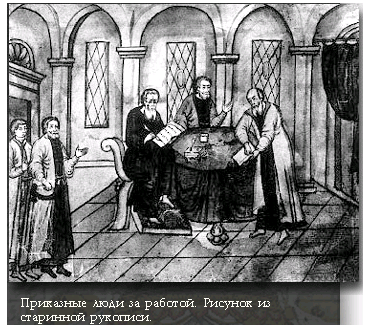 Приказные люди за работой. Рисунок из
старинной рукописи.